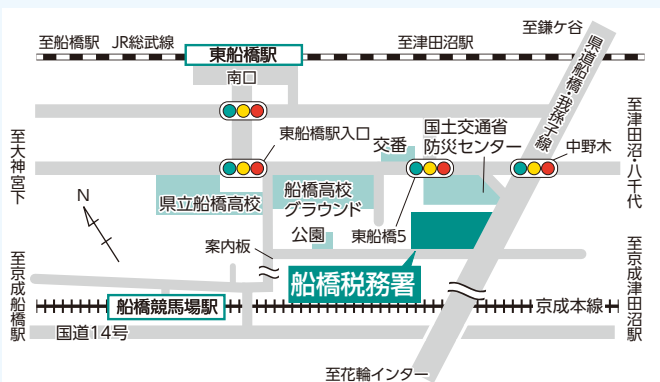 至鎌ケ谷
至船橋駅 JR総武線
東船橋駅
至津田沼駅
県道船橋・我孫子線
南口
至大神宮下
東船橋駅入口
交番
国土交通省
防災センター
中野木
至津田沼・八千代
N
県立船橋高校
船橋高校
グラウンド
公園
東船橋5
案内板
至京成船橋駅
船橋税務署
至京成津田沼駅
船橋競馬場駅
京成本線
国道14号
至花輪インター